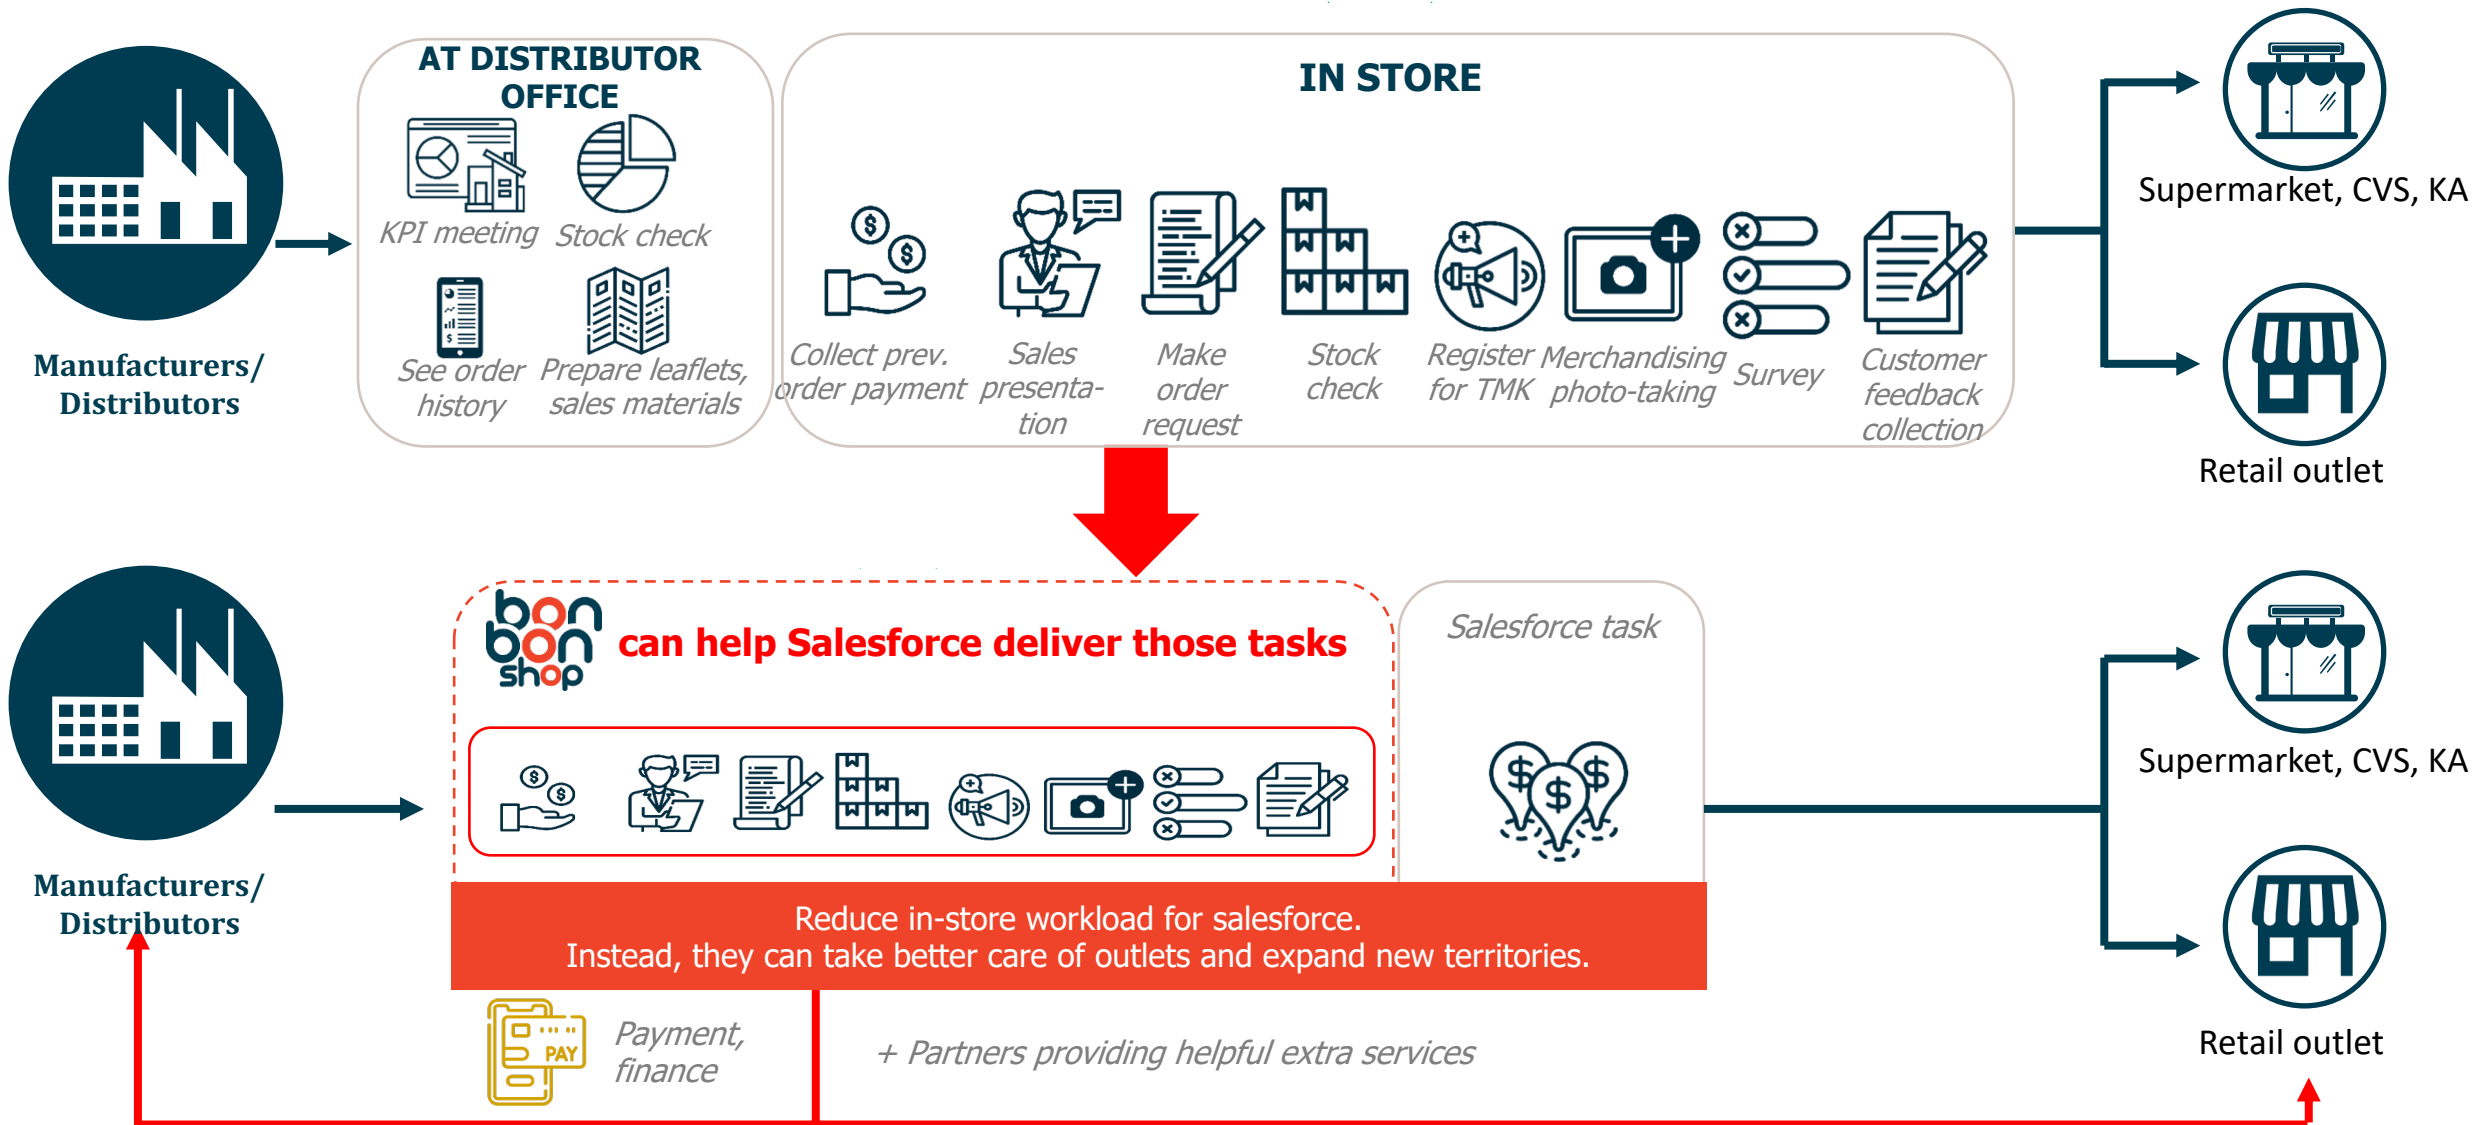 AT DISTRIBUTOR
OFFICE
KPI meeting
Stock check
See order
history
Prepare leaflets,
sales materials
IN STORE
Collect prev.
order payment
Sales
presenta-
tion
Make
order
request
Stock
check
Register
for TMK
Merchandising
photo-taking
Survey
Customer
feedback
collection
Manufacturers/
Distributors
Supermarket, CVS, KA
Retail outlet
bon
bon
shop
can help Salesforce deliver those tasks
Salesforce task
Manufacturers/
Distributors
Reduce in-store workload for salesforce.
Instead, they can take better care of outlets and expand new territories.
PAY
Payment,
finance
+ Partners providing helpful extra services
Supermarket, CVS, KA
Retail outlet